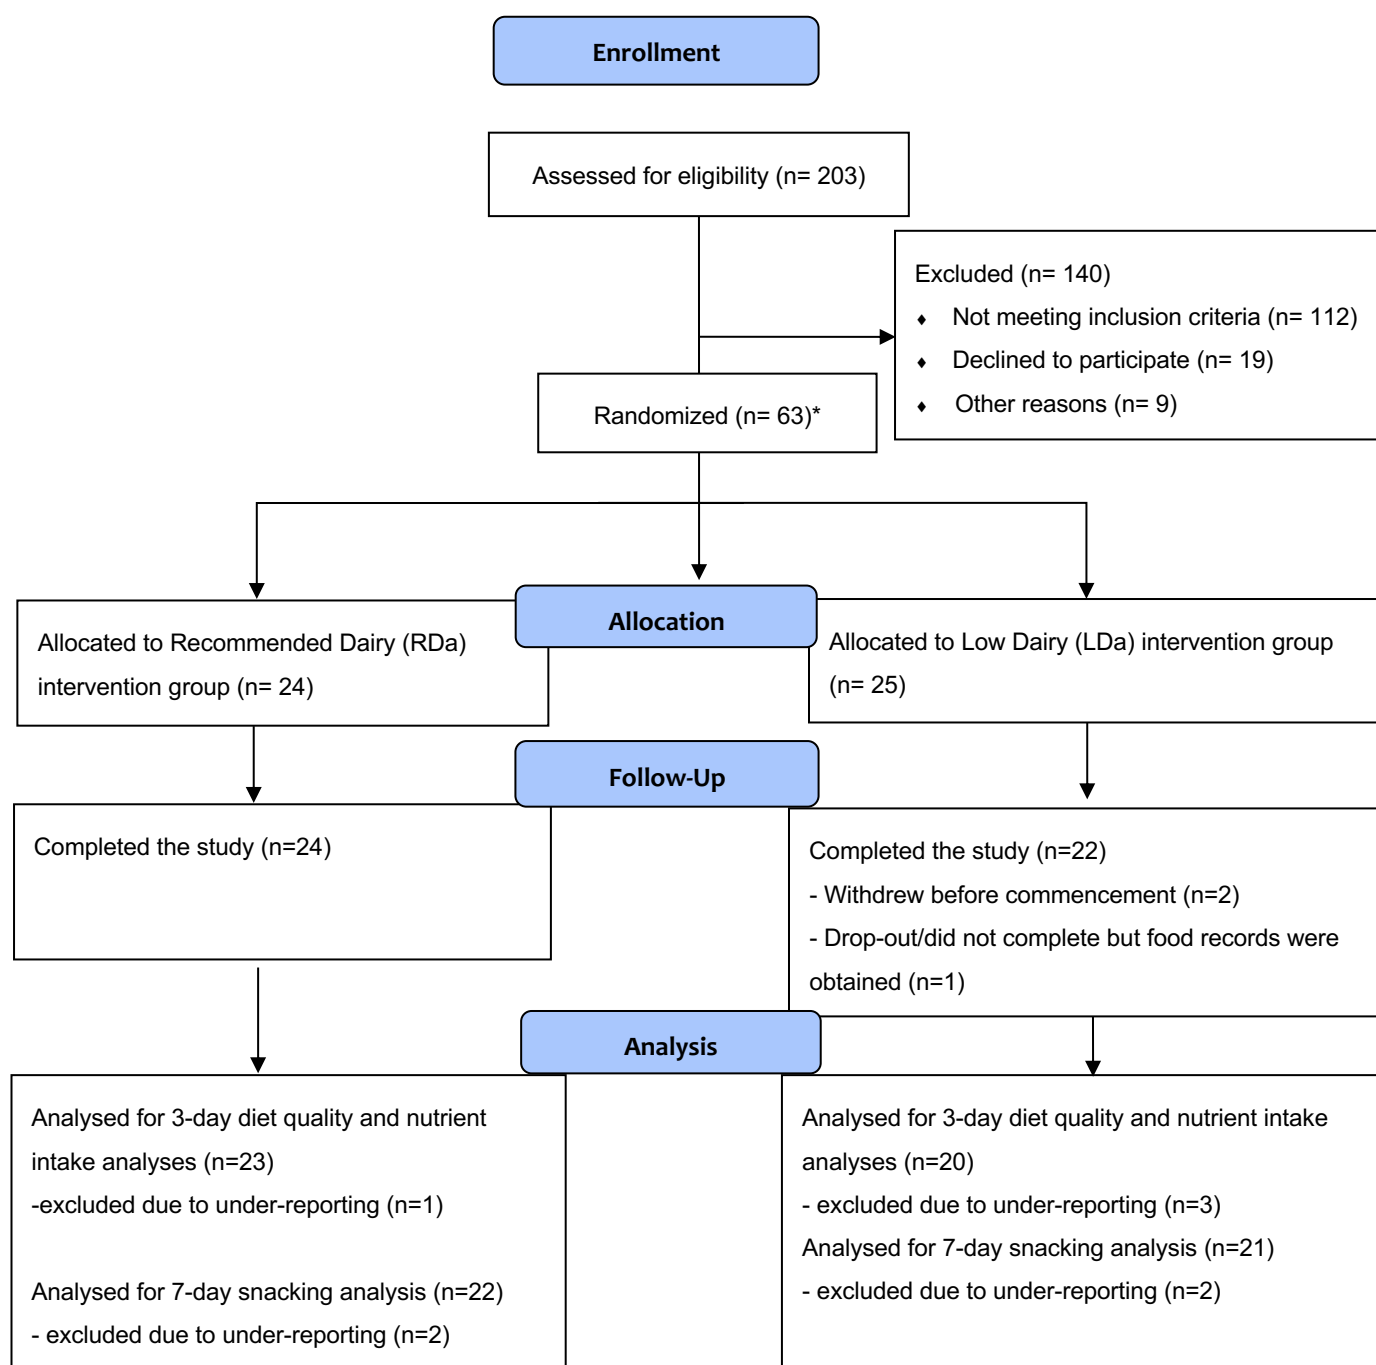 Enrollment
Assessed for eligibility (n= 203)
Excluded (n= 140)
♦ Not meeting inclusion criteria (n= 112)
♦ Declined to participate (n= 19)
♦ Other reasons (n= 9)
Randomized (n= 63)*
Allocation
Allocated to Recommended Dairy (RDa)
intervention group (n= 24)
Allocated to Low Dairy (LDa) intervention group
(n= 25)
Follow-Up
Completed the study (n=24)
Completed the study (n=22)
- Withdrew before commencement (n=2)
- Drop-out/did not complete but food records were
obtained (n=1)
Analysis
Analysed for 3-day diet quality and nutrient
intake analyses (n=23)
-excluded due to under-reporting (n=1)
Analysed for 7-day snacking analysis (n=22)
- excluded due to under-reporting (n=2)
Analysed for 3-day diet quality and nutrient intake
analyses (n=20)
- excluded due to under-reporting (n=3)
Analysed for 7-day snacking analysis (n=21)
- excluded due to under-reporting (n=2)